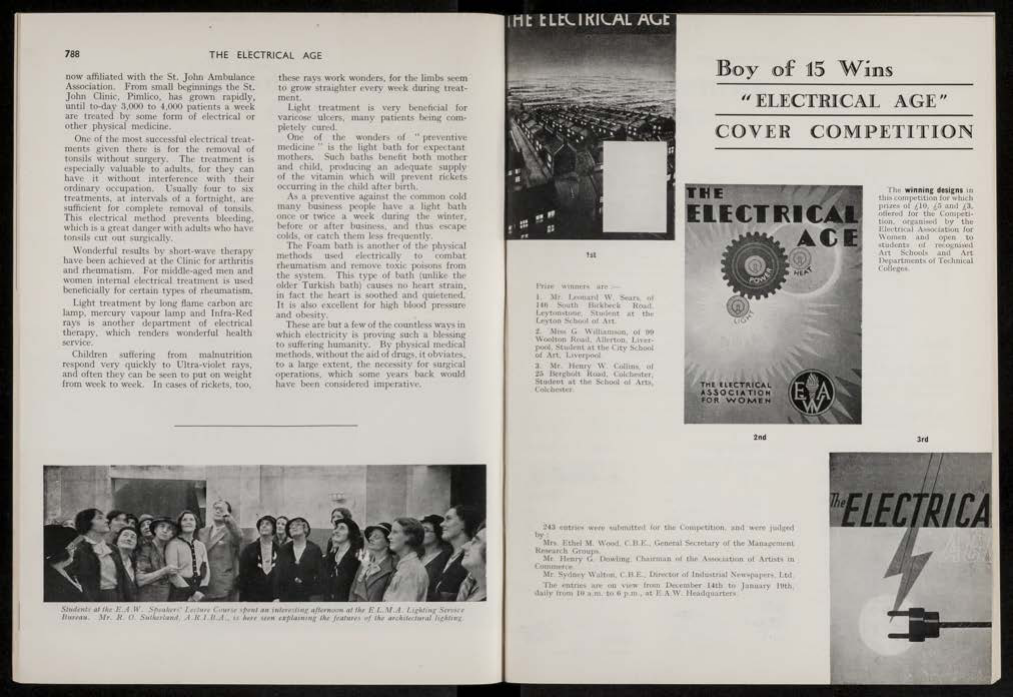 788
THE ELECTRICAL AGE
now affiliated with the St. John Ambulance
Association. From small beginnings the St.
John Clinic, Pimlico, has grown rapidly,
until to-day 3,000 to 4,000 patients a week
are treated by some form of electrical or
other physical medicine.
One of the most successful electrical treat-
ments given there is for the removal of
tonsils without surgery. The treatment is
especially valuable to adults, for they can
have it without interference with their
ordinary occupation. Usually four to six
treatments, at intervals of a fortnight, are
sufficient for complete removal of tonsils.
This electrical method prevents bleeding,
which is a great danger with adults who have
tonsils cut out surgically.
Wonderful results by short-wave therapy
have been achieved at the Clinic for arthritis
and rheumatism. For middle-aged men and
women internal electrical treatment is used
beneficially for certain types of rheumatism.
Light treatment by long flame carbon arc
lamp, mercury vapour lamp and Infra-Red
rays is another department of electrical
therapy, which renders wonderful health
service.
Children suffering from malnutrition
respond very quickly to Ultra-violet rays,
and often they can be seen to put on weight
from week to week. In cases of rickets, too,
these rays work wonders, for the limbs seem
to grow straighter every week during treat-
ment.
Light treatment is very beneficial for
varicose ulcers, many patients being com-
pletely cured.
One of the wonders of "preventive
medicine" is the light bath for expectant
mothers. Such baths benefit both mother
and child, producing an adequate supply
of the vitamin which will prevent rickets
occurring in the child after birth.
As a preventive against the common cold
many business people have a light bath
once or twice a week during the winter,
before or after business, and thus escape
colds, or catch them less frequently.
The Foam bath is another of the physical
methods used electrically to combat
rheumatism and remove toxic poisons from
the system. This type of bath (unlike the
older Turkish bath) causes no heart strain,
in fact the heart is soothed and quietened.
It is also excellent for high blood pressure
and obesity.
These are but a few of the countless ways in
which electricity is proving such a blessing
to suffering humanity. By physical medical
methods, without the aid of drugs, it obviates,
to a large extent, the necessity for surgical
operations, which some years back would
have been considered imperative.
Students at the E.A.W. Speakers' Lecture Course spent an interesting afternoon at the E.L.M.A. Lighting Service
Bureau. Mr. R. O. Sutherland, A.R.I.B.A., is here seen explaining the features of the architectural lighting.
THE ELECTRICAL AGE
1st
Boy of 15 Wins
"ELECTRICAL AGE"
COVER COMPETITION
THE
ELECTRICAL
AGE
POWER
HEAT
LIGHT
THE ELECTRICAL
ASSOCIATION
FOR WOMEN
EAW
2nd
The winning designs in
this competition for which
prizes of £10, £5 and £3,
offered for the Competi-
tion, organised by the
Electrical Association for
Women and open to
students of recognised
Art Schools and Art
Departments of Technical
Colleges.
Prize winners are :—
1. Mr. Leonard W. Sears, of
146 South Birkbeck Road,
Leytonstone, Student at the
Leyton School of Art.
2. Miss G. Williamson, of 99
Woolton Road, Allerton, Liver-
pool, Student at the City School
of Art, Liverpool.
3. Mr. Henry W. Collins, of
25 Bergholt Road, Colchester,
Student at the School of Arts,
Colchester.
3rd
The ELECTRICA
243 entries were submitted for the Competition, and were judged
by :
Mrs. Ethel M. Wood, C.B.E., General Secretary of the Management
Research Groups.
Mr. Henry G. Dowling, Chairman of the Association of Artists in
Commerce.
Mr. Sydney Walton, C.B.E., Director of Industrial Newspapers, Ltd.
The entries are on view from December 14th to January 19th,
daily from 10 a.m. to 6 p.m., at E.A.W. Headquarters.